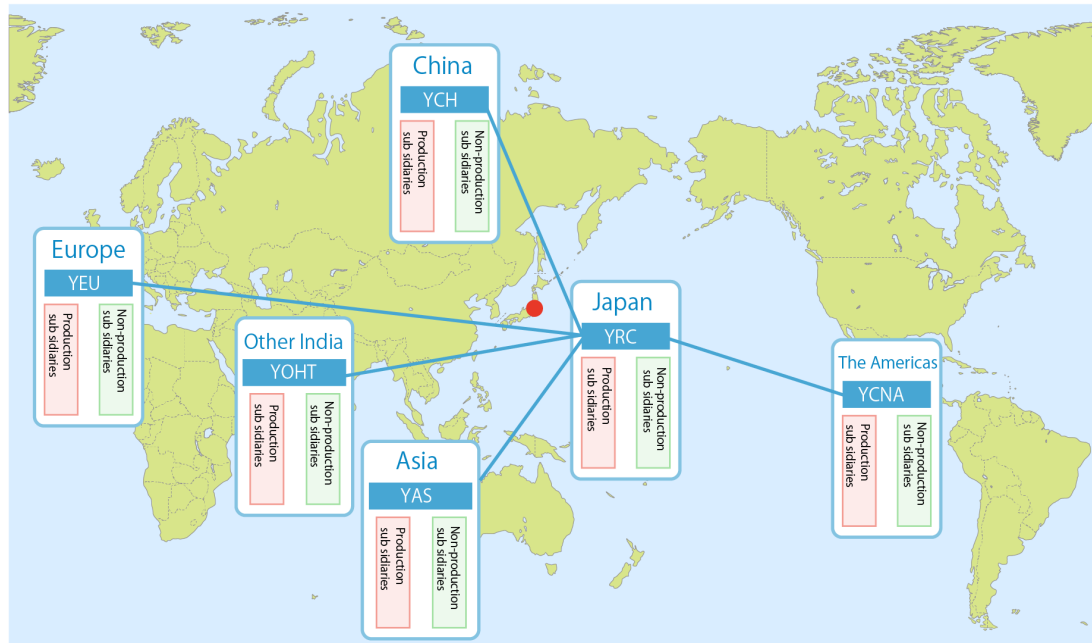 China
YCH
Production
sub sidiaries
Non-production
sub sidiaries
Europe
YEU
Production
sub sidiaries
Non-production
sub sidiaries
Other India
YOHT
Production
sub sidiaries
Non-production
sub sidiaries
Asia
YAS
Production
sub sidiaries
Non-production
sub sidiaries
Japan
YRC
Production
sub sidiaries
Non-production
sub sidiaries
The Americas
YCNA
Production
sub sidiaries
Non-production
sub sidiaries